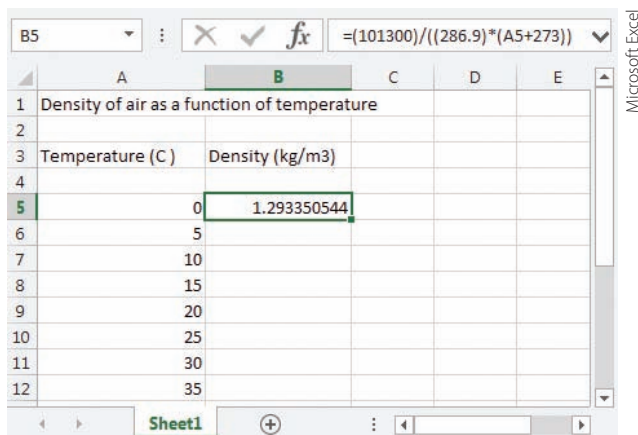 B5 fx =(101300)/((286.9)*(A5+273))
A B C D E
1 Density of air as a function of temperature
2
3 Temperature (C ) Density (kg/m3)
4
5 0 1.293350544
6 5
7 10
8 15
9 20
10 25
11 30
12 35
Sheet1
Microsoft Excel